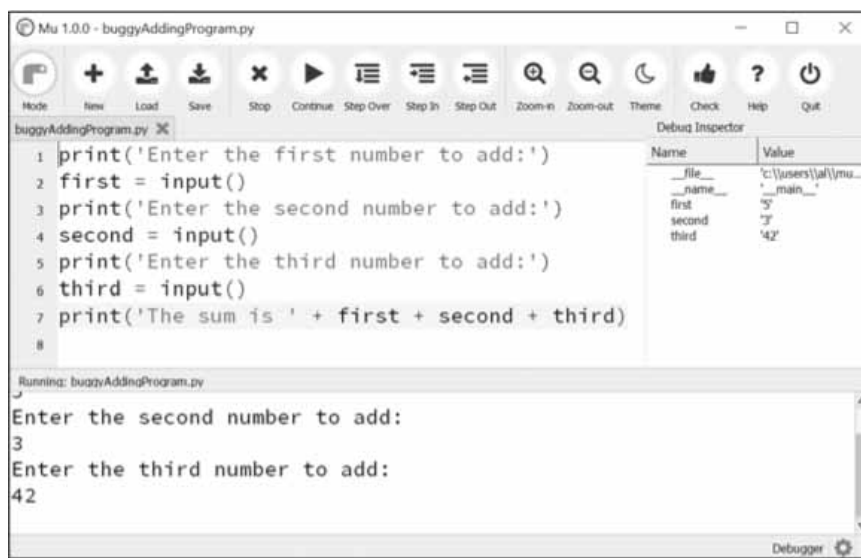 Mu 1.0.0 - buggyAddingProgram.py
Mode New Load Save Stop Continue Step Over Step In Step Out Zoom-in Zoom-out Theme Check Help Quit
buggyAddingProgram.py
1 print('Enter the first number to add:')
2 first = input()
3 print('Enter the second number to add:')
4 second = input()
5 print('Enter the third number to add:')
6 third = input()
7 print('The sum is ' + first + second + third)
8
Debug Inspector
Name Value
__file__ 'c:\\users\\al\\mu...
__name__ '__main__'
first '5'
second '3'
third '42'
Running: buggyAddingProgram.py
Enter the second number to add:
3
Enter the third number to add:
42
Debugger